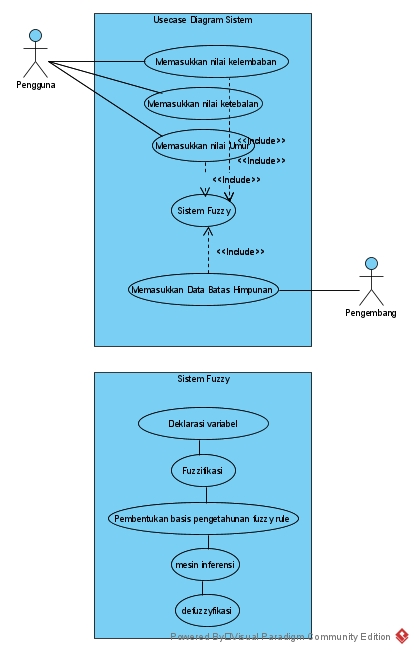 Usecase Diagram Sistem
Memasukkan nilai kelembaban
Pengguna
Memasukkan nilai ketebalan
<<Include>>
Memasukkan nilai Umur
<<Include>>
<<Include>>
Sistem Fuzzy
<<Include>>
Memasukkan Data Batas Himpunan
Pengembang
Sistem Fuzzy
Deklarasi variabel
Fuzzifikasi
Pembentukan basis pengetahunan fuzzy rule
mesin inferensi
defuzzyfikasi
Powered By Visual Paradigm Community Edition